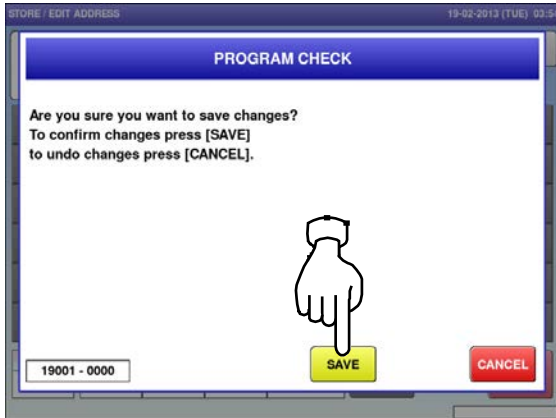 STORE / EDIT ADDRESS
19-02-2013 (TUE) 03:5
PROGRAM CHECK
Are you sure you want to save changes?
To confirm changes press [SAVE]
to undo changes press [CANCEL].
19001 - 0000
SAVE
CANCEL